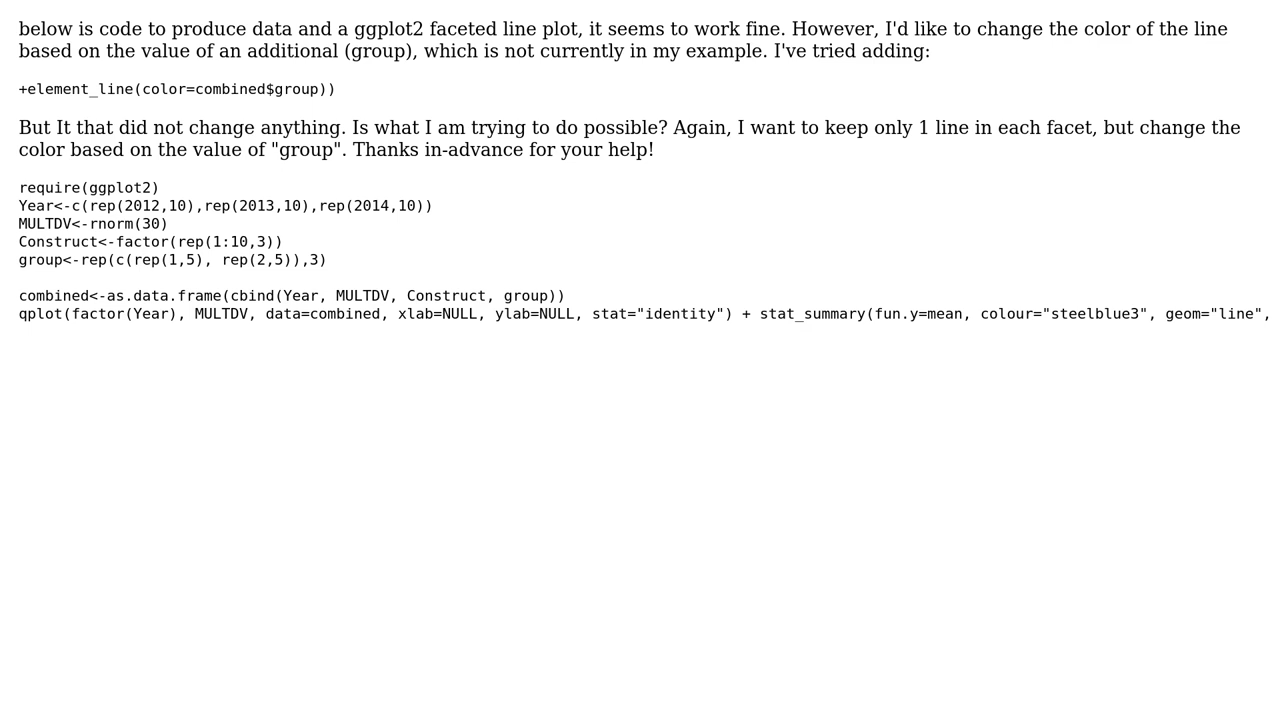 below is code to produce data and a ggplot2 faceted line plot, it seems to work fine. However, I'd like to change the color of the line
based on the value of an additional (group), which is not currently in my example. I've tried adding:
+element_line(color=combined$group))
But It that did not change anything. Is what I am trying to do possible? Again, I want to keep only 1 line in each facet, but change the
color based on the value of "group". Thanks in-advance for your help!
require(ggplot2)
Year<-c(rep(2012,10),rep(2013,10),rep(2014,10))
MULTDV<-rnorm(30)
Construct<-factor(rep(1:10,3))
group<-rep(c(rep(1,5), rep(2,5)),3)
combined<-as.data.frame(cbind(Year, MULTDV, Construct, group))
qplot(factor(Year), MULTDV, data=combined, xlab=NULL, ylab=NULL, stat="identity") + stat_summary(fun.y=mean, colour="steelblue3", geom="line",